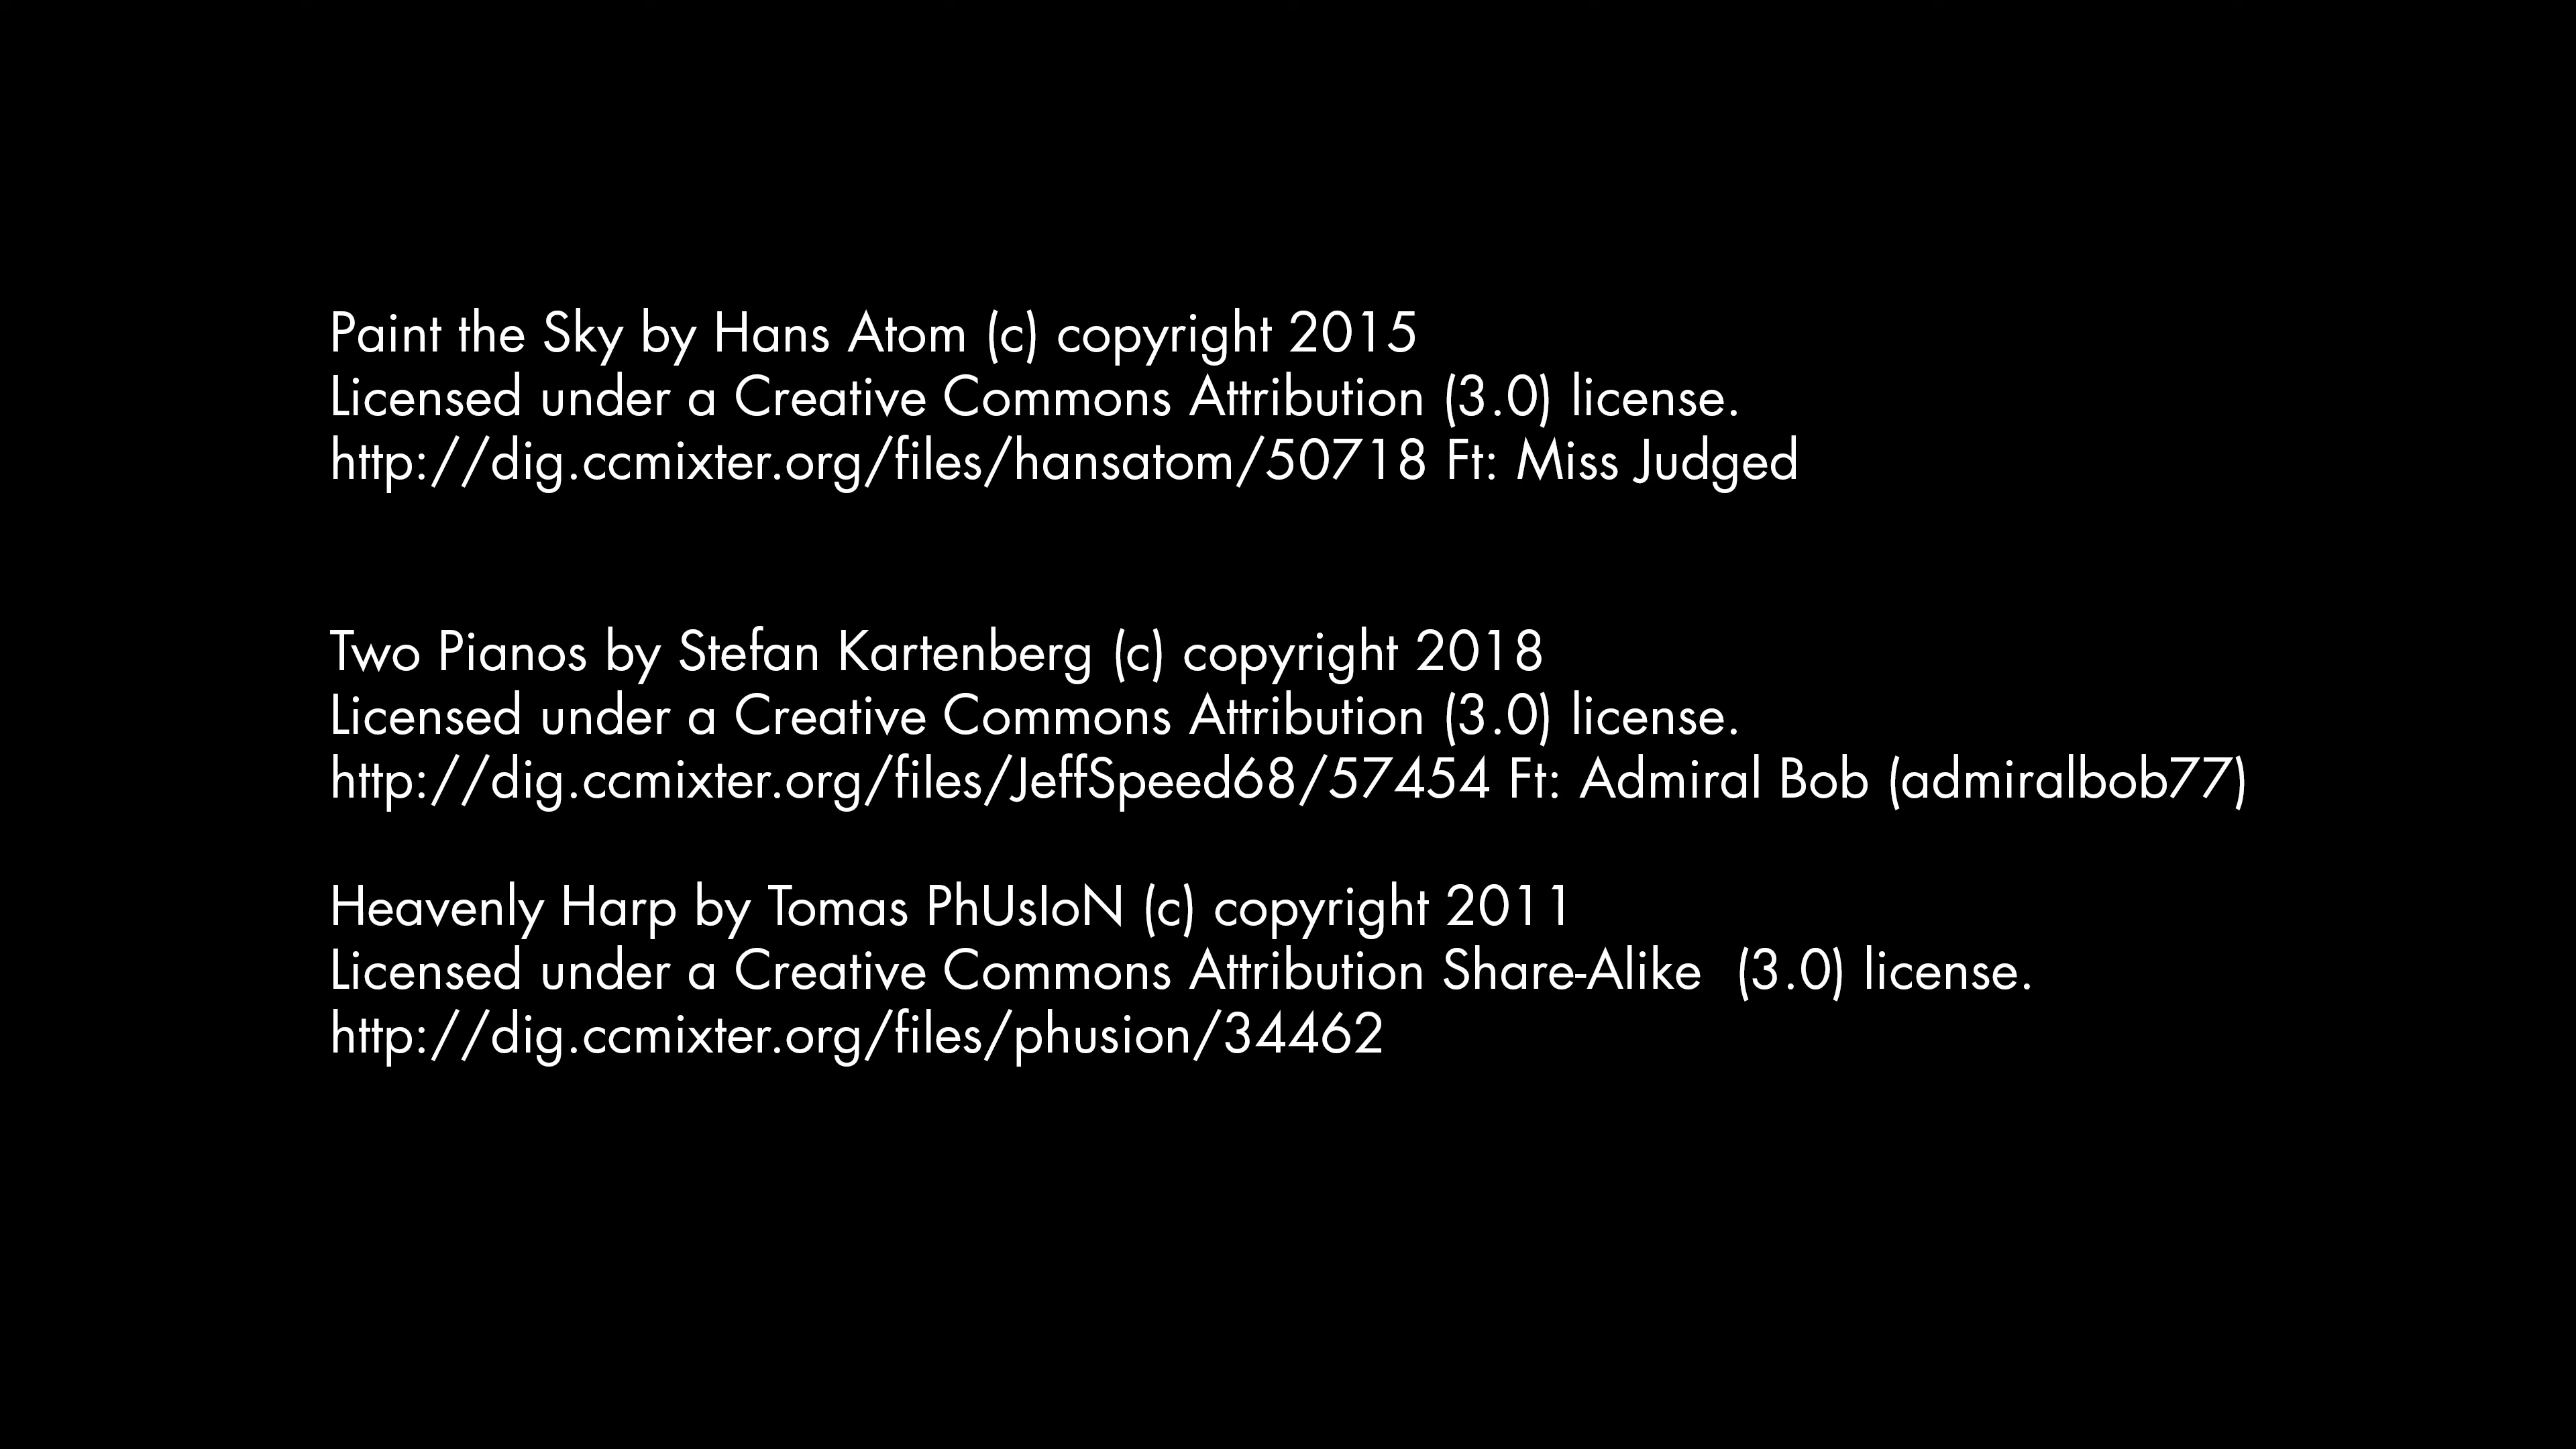 Paint the Sky by Hans Atom (c) copyright 2015
Licensed under a Creative Commons Attribution (3.0) license.
http://dig.ccmixter.org/files/hansatom/50718 Ft: Miss Judged
Two Pianos by Stefan Kartenberg (c) copyright 2018
Licensed under a Creative Commons Attribution (3.0) license.
http://dig.ccmixter.org/files/JeffSpeed68/57454 Ft: Admiral Bob (admiralbob77)
Heavenly Harp by Tomas PhUsIoN (c) copyright 2011
Licensed under a Creative Commons Attribution Share-Alike  (3.0) license.
http://dig.ccmixter.org/files/phusion/34462